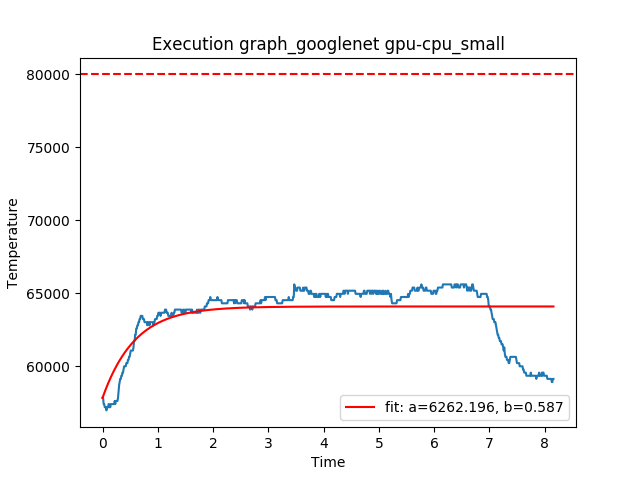 Execution graph_googlenet gpu-cpu_small
80000
75000
70000
65000
60000
Temperature
0 1 2 3 4 5 6 7 8
Time
fit: a=6262.196, b=0.587